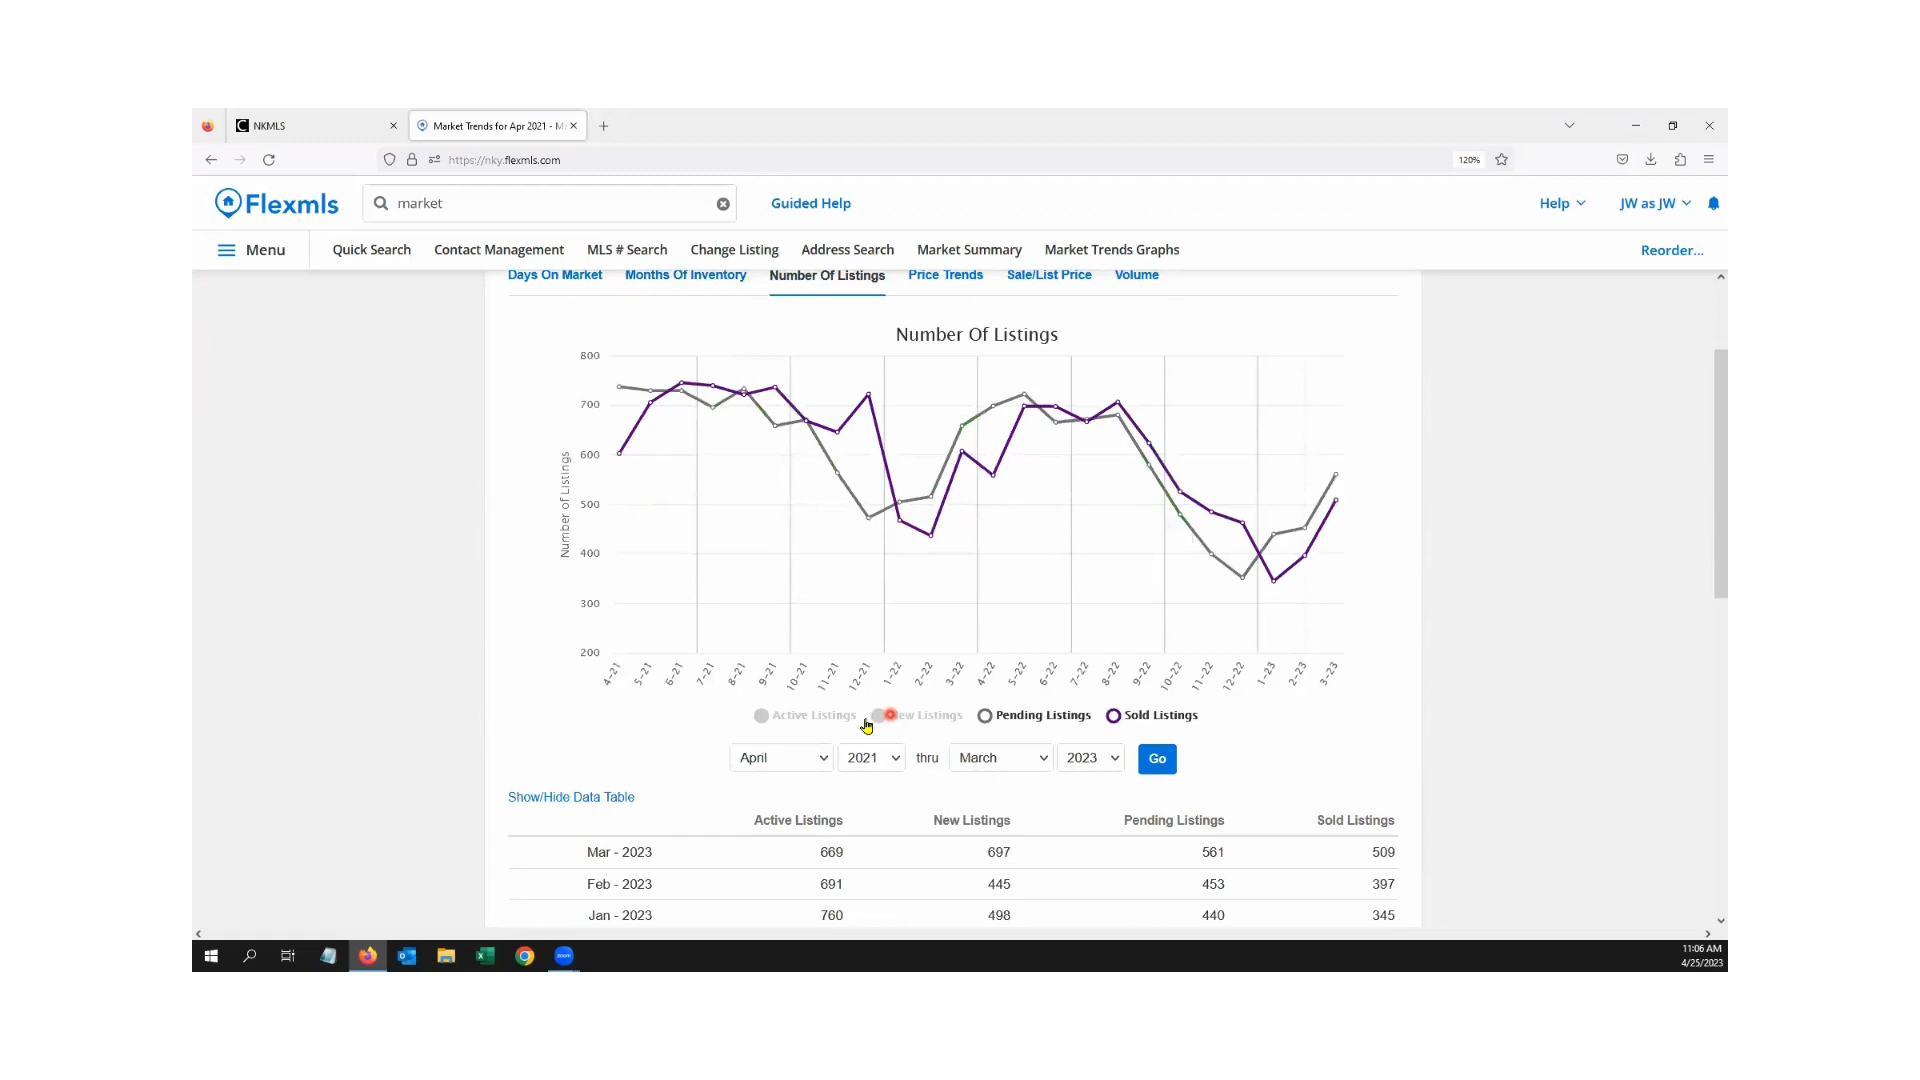 NKMLS
Market Trends for Apr 2021 - M
https://nky.flexmls.com
120%
Flexmls
market
Guided Help
Help
JW as JW
Menu
Quick Search
Contact Management
MLS # Search
Change Listing
Address Search
Market Summary
Market Trends Graphs
Reorder...
Days On Market
Months Of Inventory
Number Of Listings
Price Trends
Sale/List Price
Volume
Number Of Listings
Number of Listings
800
700
600
500
400
300
200
4-21 5-21 6-21 7-21 8-21 9-21 10-21 11-21 12-21 1-22 2-22 3-22 4-22 5-22 6-22 7-22 8-22 9-22 10-22 11-22 12-22 1-23 2-23 3-23
Active Listings
ew Listings
Pending Listings
Sold Listings
April 2021 thru March 2023 Go
Show/Hide Data Table
Active Listings New Listings Pending Listings Sold Listings
Mar - 2023 669 697 561 509
Feb - 2023 691 445 453 397
Jan - 2023 760 498 440 345
zoom
11:06 AM
4/25/2023